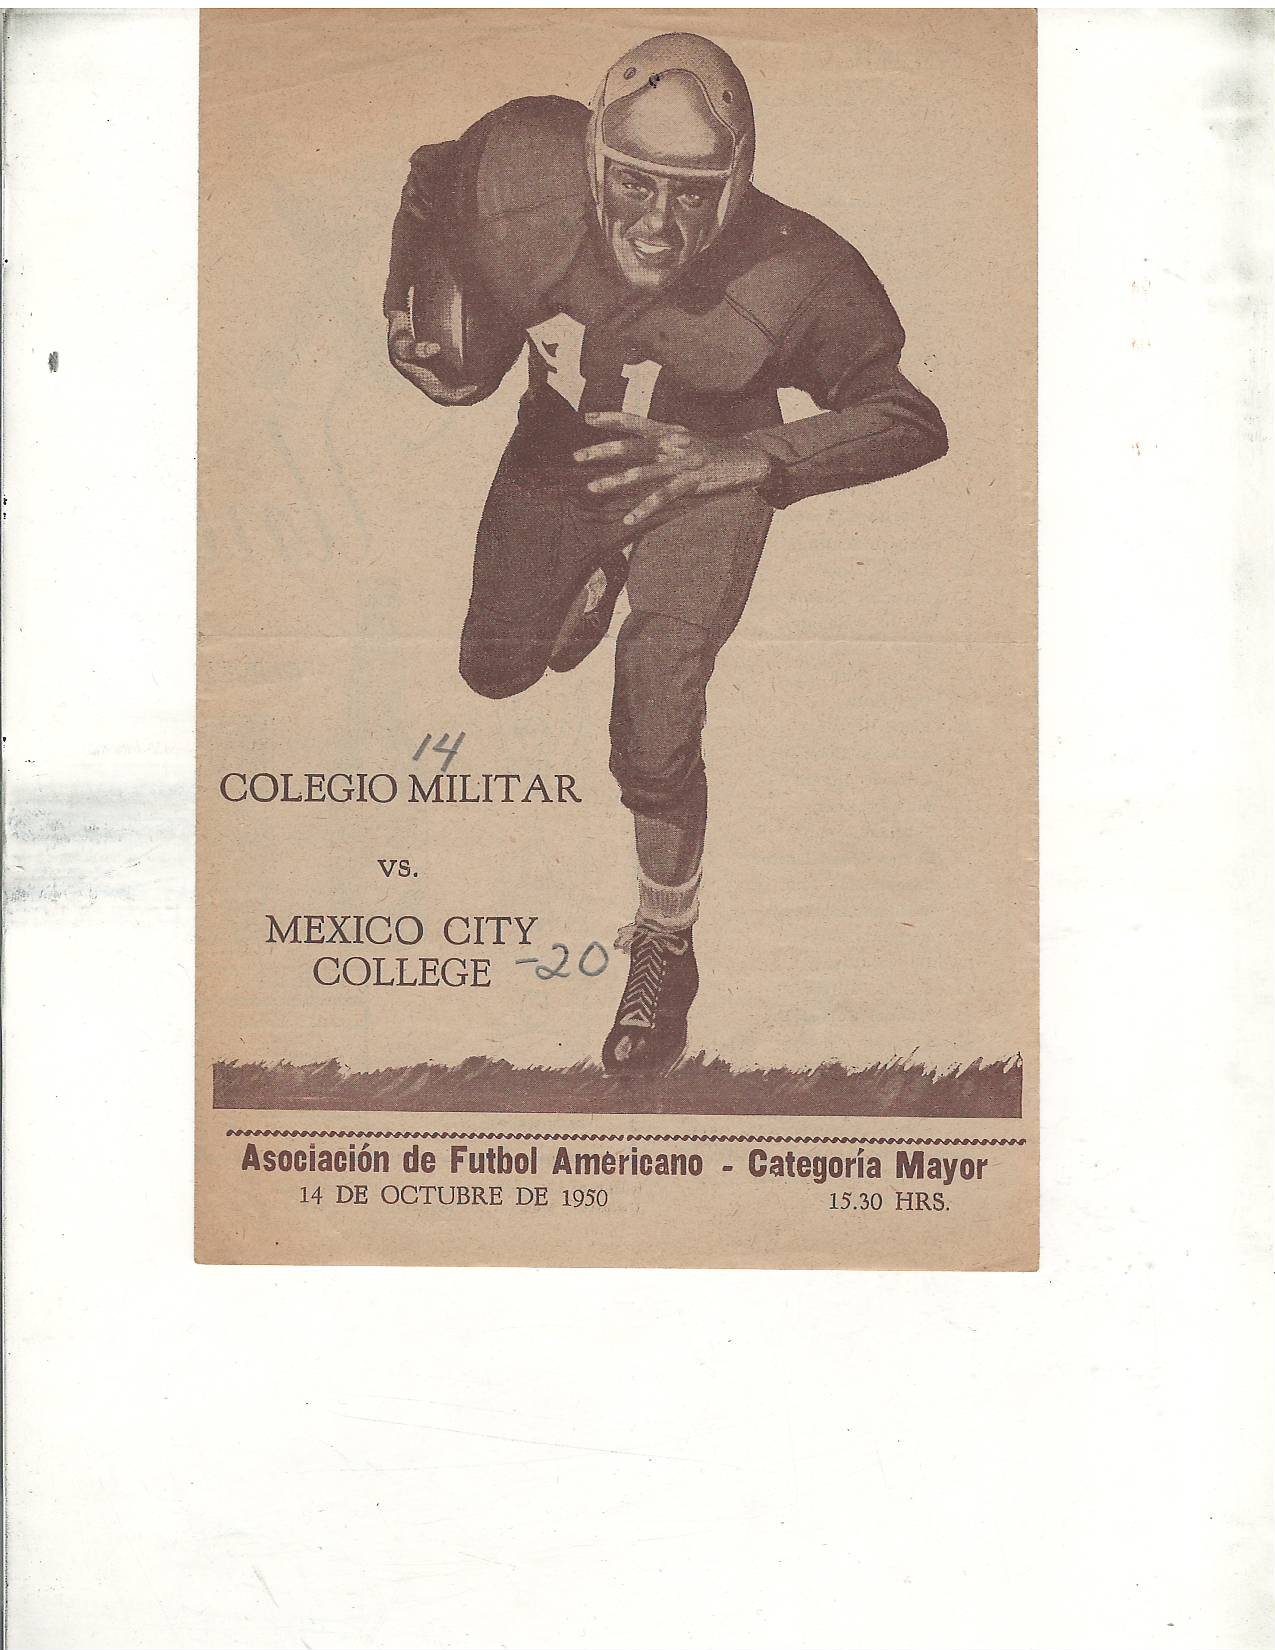 14
COLEGIO MILITAR
vs.
MEXICO CITY
COLLEGE -20
Asociación de Futbol Americano - Categoría Mayor
14 DE OCTUBRE DE 1950 15.30 HRS.